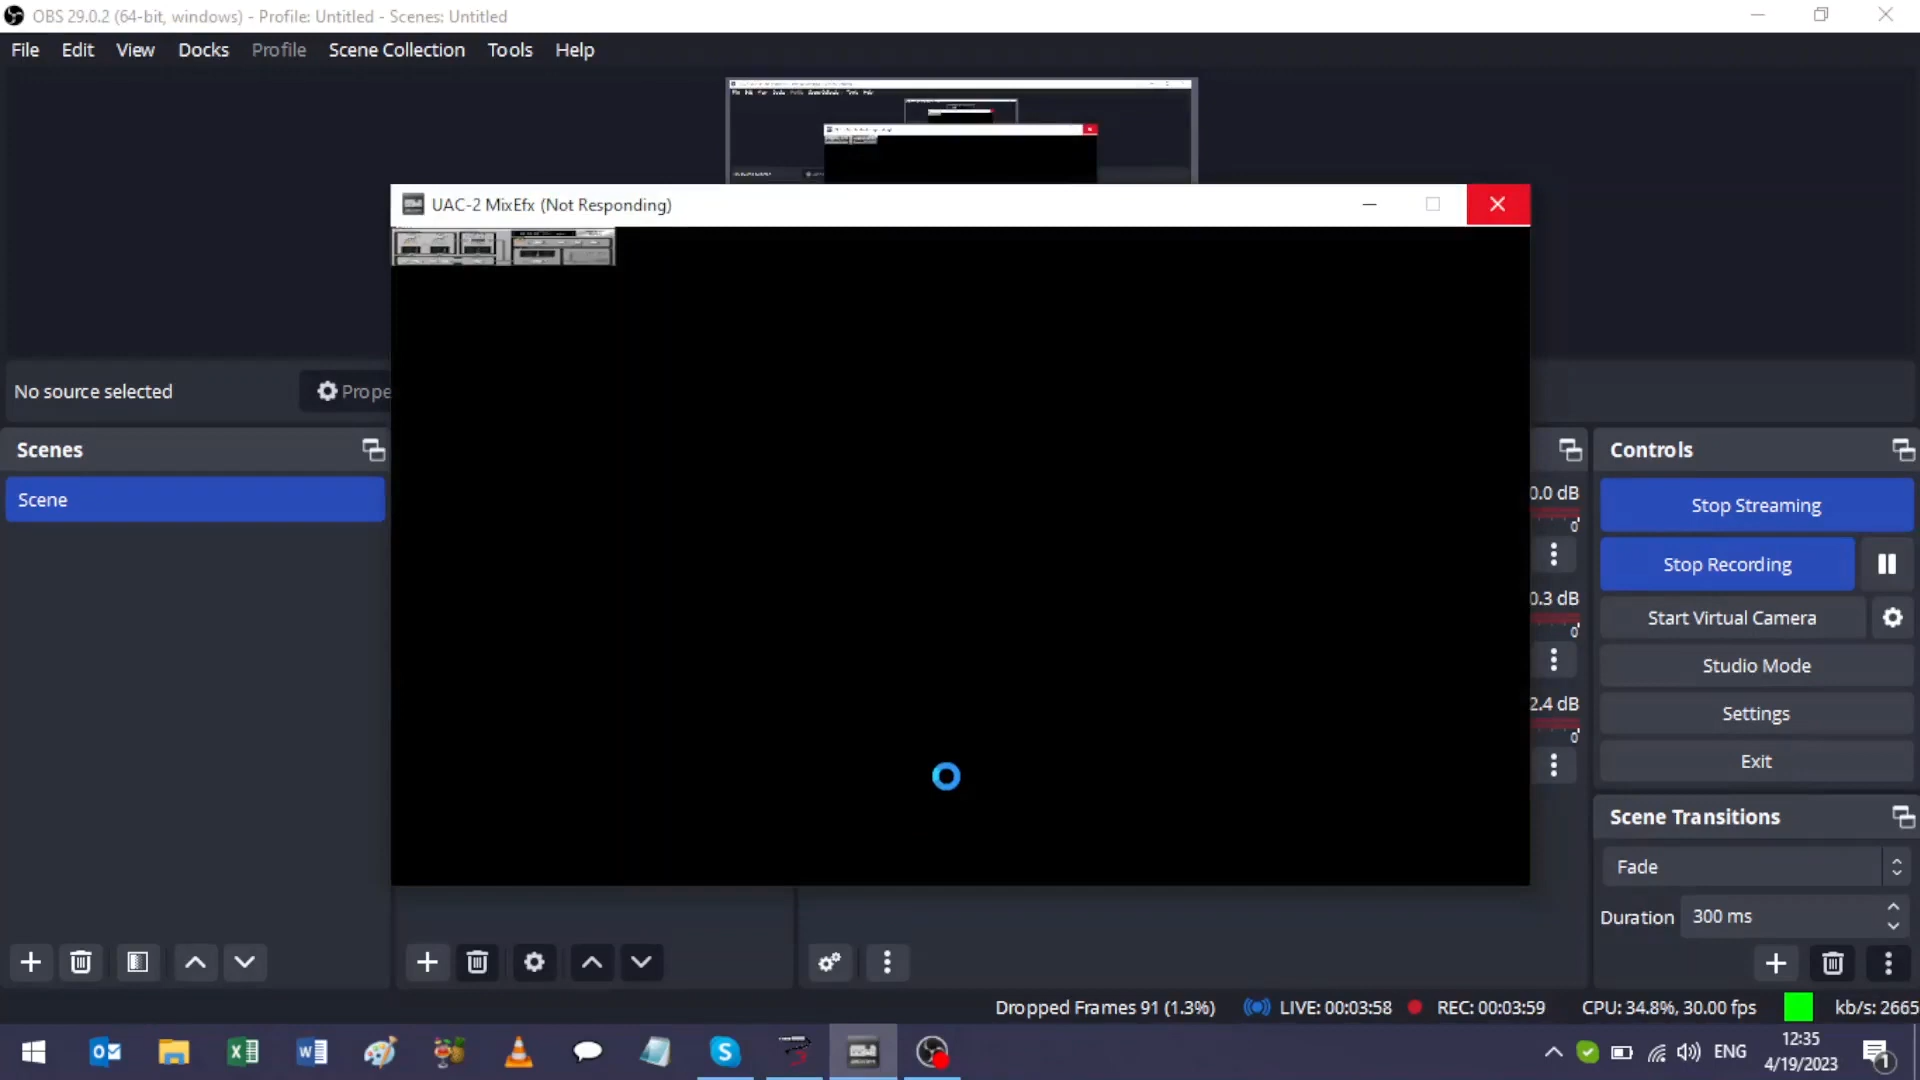 OBS 29.0.2 (64-bit, windows) - Profile: Untitled - Scenes: Untitled
File Edit View Docks Profile Scene Collection Tools Help
UAC-2 MixEfx (Not Responding)
No source selected
Prope
Scenes
Controls
Scene
0.0 dB
0
Stop Streaming
Stop Recording
0.3 dB
0
Start Virtual Camera
Studio Mode
2.4 dB
0
Settings
Exit
Scene Transitions
Fade
Duration 300 ms
Dropped Frames 91 (1.3%) LIVE: 00:03:58 REC: 00:03:59 CPU: 34.8%, 30.00 fps kb/s: 2665
ENG
12:35
4/19/2023
1